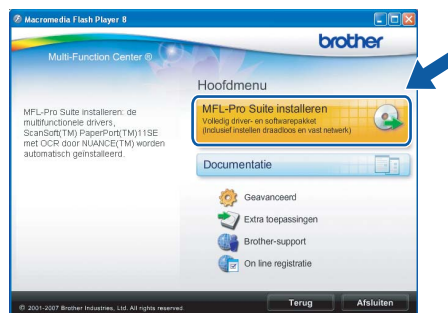 Macromedia Flash Player 8
brother
Multi-Function Center ®
Hoofdmenu
MFL-Pro Suite installeren: de
multifunctionele drivers,
ScanSoft(TM) PaperPort(TM)11SE
met OCR door NUANCE(TM) worden
automatisch geïnstalleerd.
MFL-Pro Suite installeren
Volledig driver- en softwarepakket
(Inclusief instellen draadloos en vast netwerk)
Documentatie
Geavanceerd
Extra toepassingen
Brother-support
On line registratie
© 2001-2007 Brother Industries, Ltd. All rights reserved.
Terug
Afsluiten